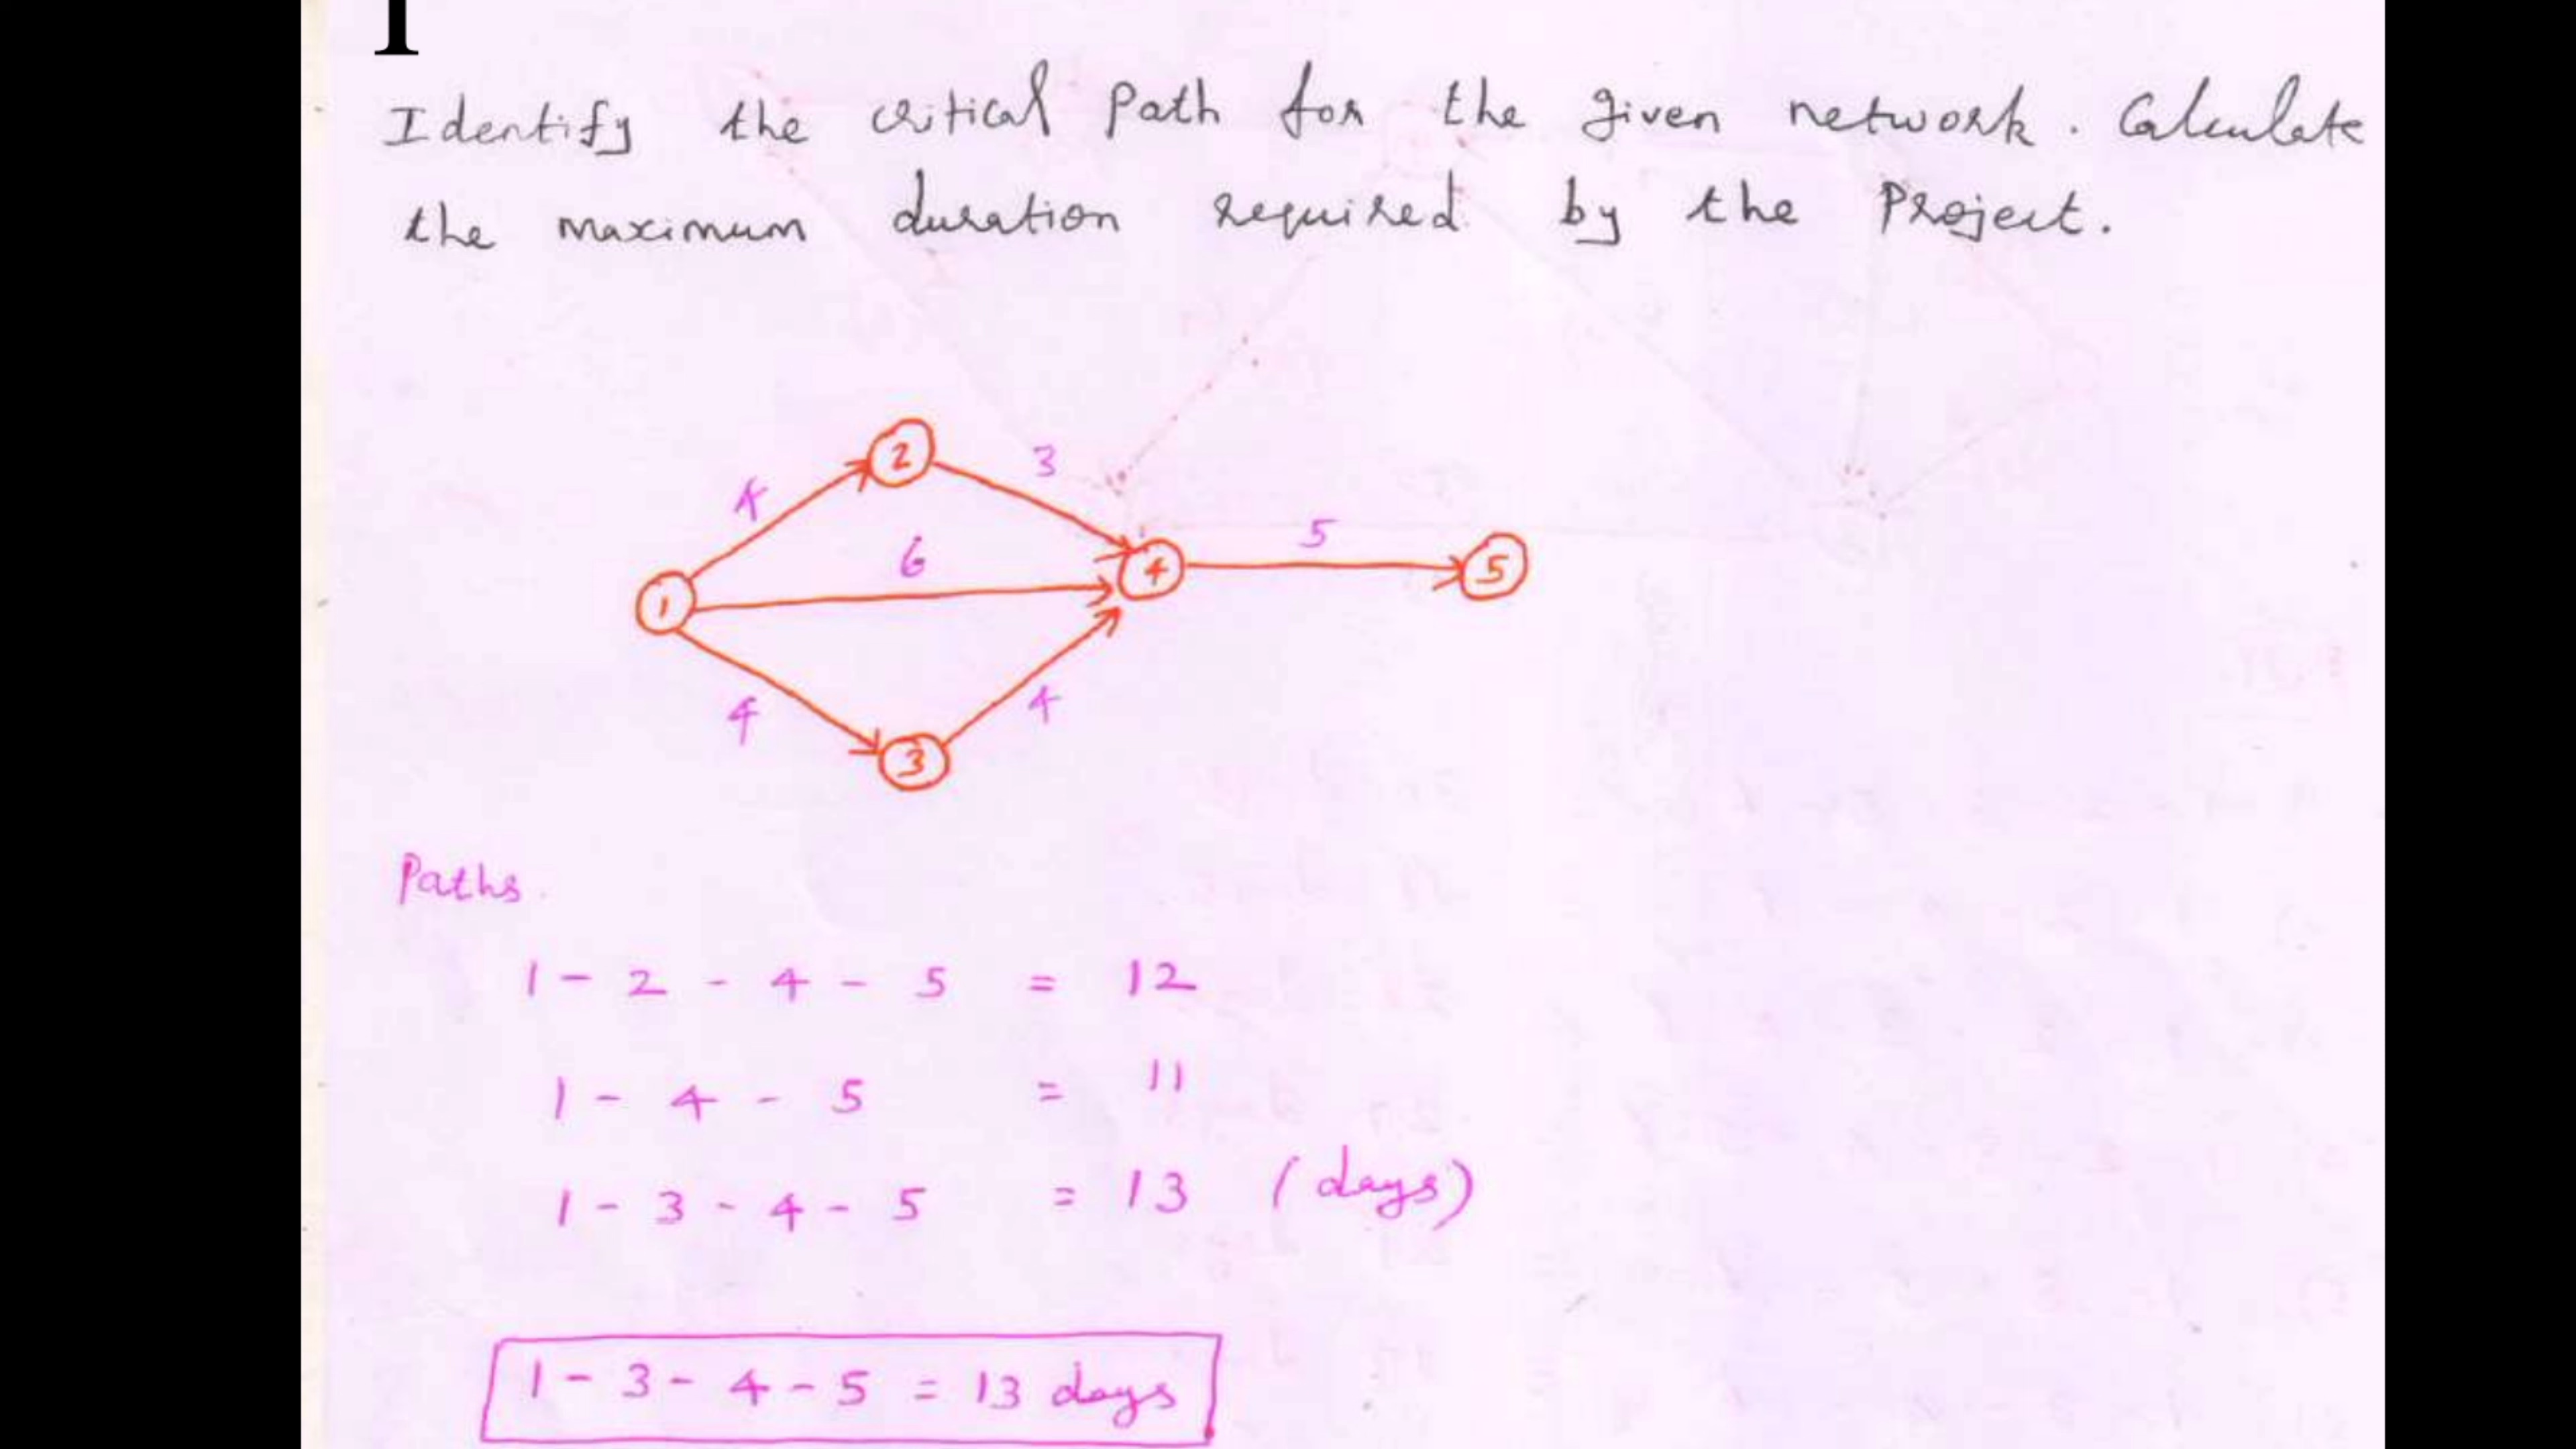 Identify the critical path for the given network. Calculate
the maximum duration required by the Project.
2
3
4
6
5
1
4
5
4
4
3
Paths.
1 - 2 - 4 - 5 = 12
1 - 4 - 5 = 11
1 - 3 - 4 - 5 = 13 (days)
1 - 3 - 4 - 5 = 13 days